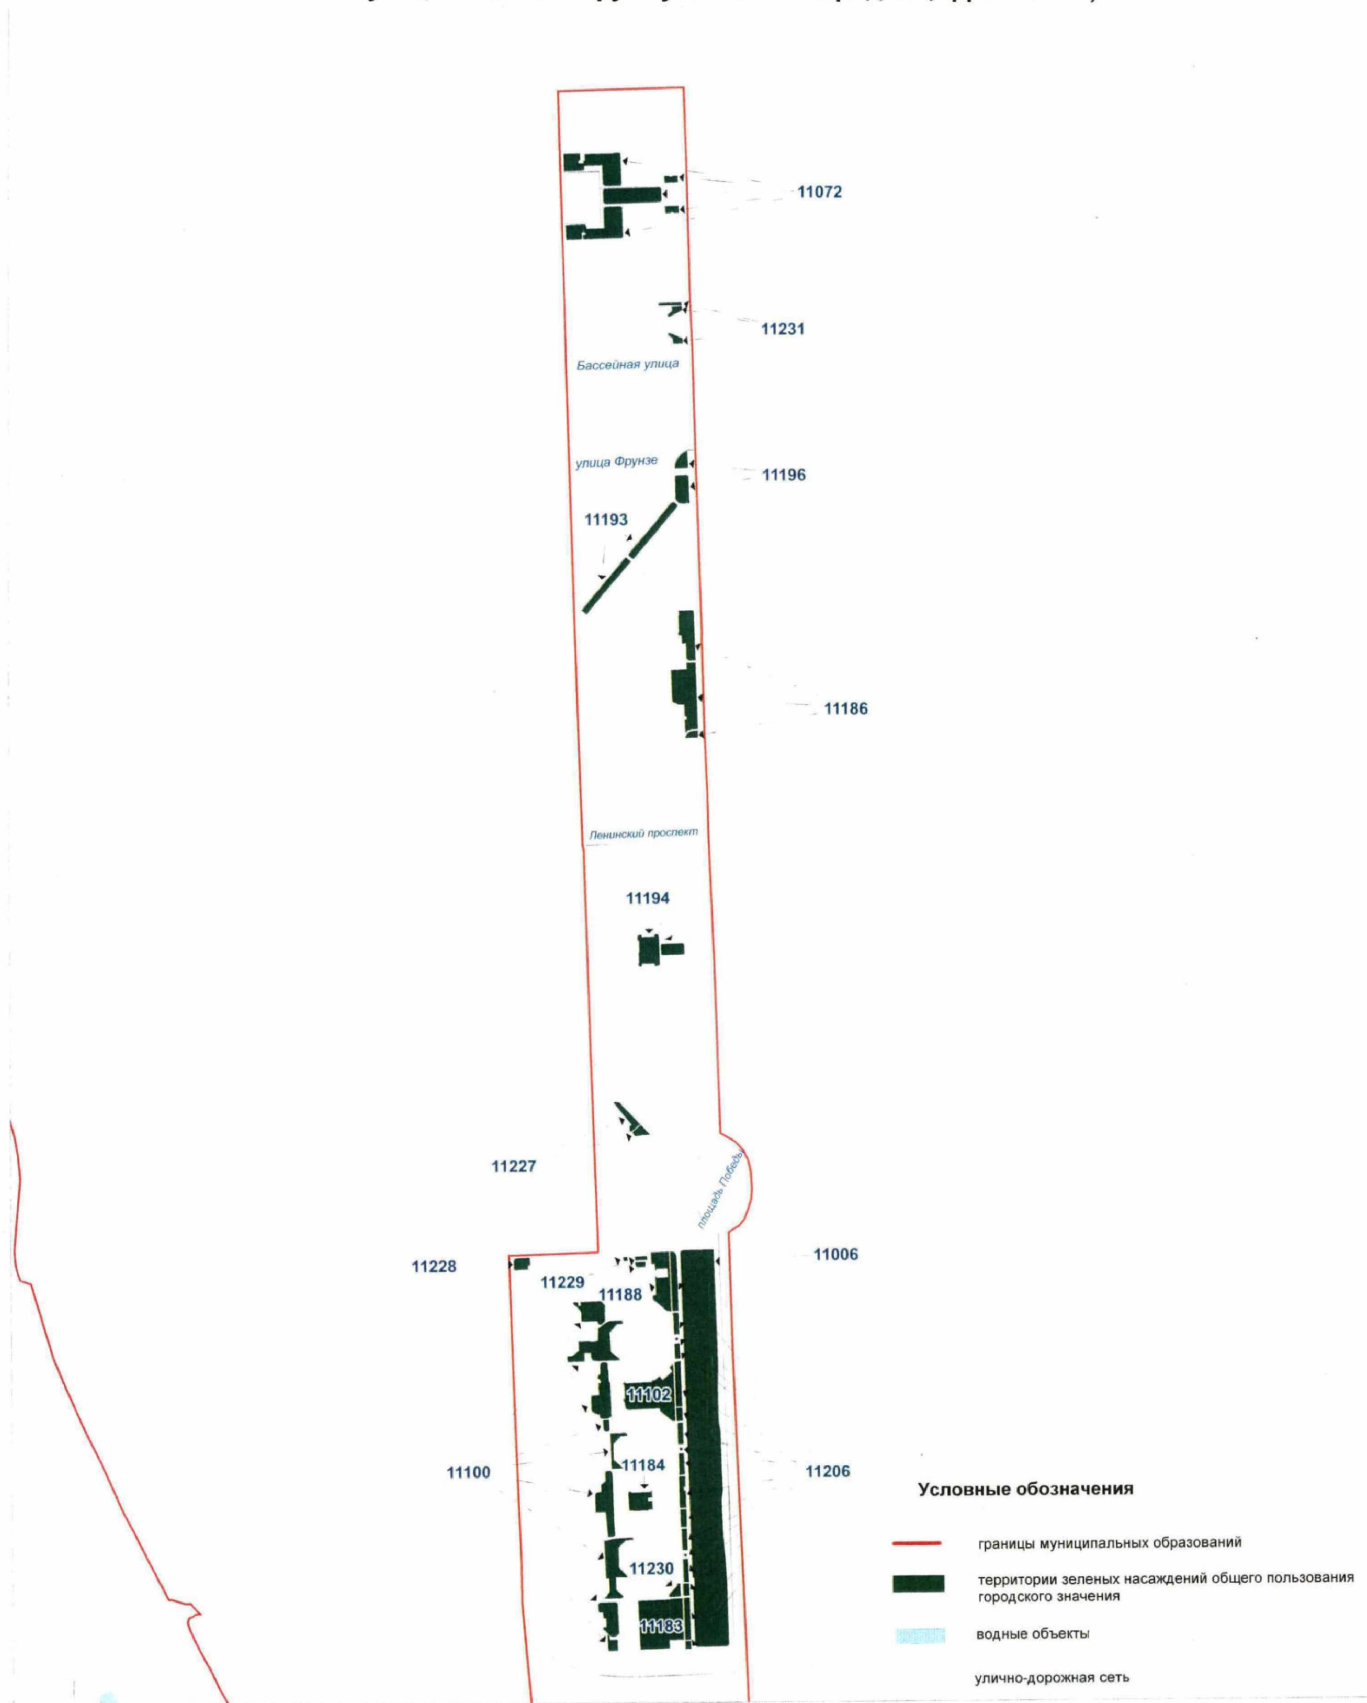 11072
11231
Бассейная улица
улица Фрунзе
11196
11193
11186
Ленинский проспект
11194
11227
площадь Победы
11228
11006
11229
11188
11102
11100
11184
11206
11230
11183
Условные обозначения
границы муниципальных образований
территории зеленых насаждений общего пользования
городского значения
водные объекты
улично-дорожная сеть